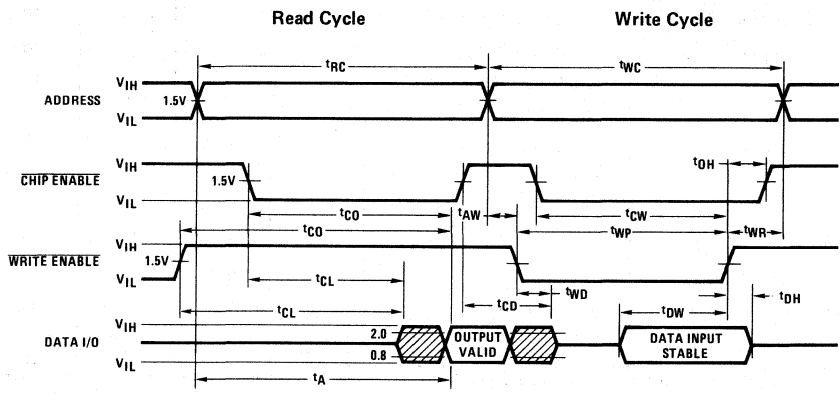 Read Cycle Write Cycle
tRC tWC
ADDRESS VIH
1.5V
VIL
CHIP ENABLE VIH
1.5V
VIL
tOH
tCO tAW tCW
tCO tWP tWR
WRITE ENABLE VIH
1.5V
VIL
tCL tWD
tCL tCD tDW tDH
DATA I/O VIH
2.0
0.8
VIL
OUTPUT VALID
DATA INPUT STABLE
tA